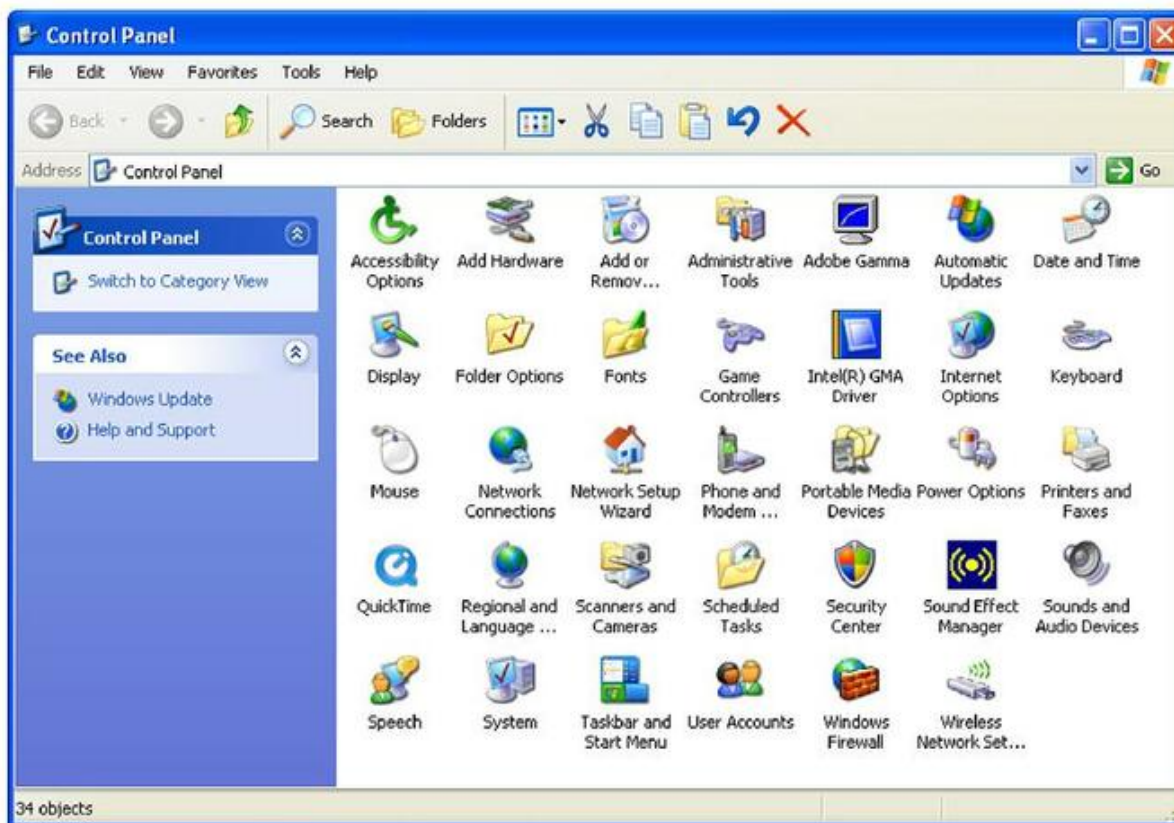 Control Panel
File Edit View Favorites Tools Help
Back Search Folders
Address Control Panel Go
Control Panel
Switch to Category View
See Also
Windows Update
Help and Support
Accessibility Options
Add Hardware
Add or Remov...
Administrative Tools
Adobe Gamma
Automatic Updates
Date and Time
Display
Folder Options
Fonts
Game Controllers
Intel(R) GMA Driver
Internet Options
Keyboard
Mouse
Network Connections
Network Setup Wizard
Phone and Modem ...
Portable Media Devices
Power Options
Printers and Faxes
QuickTime
Regional and Language ...
Scanners and Cameras
Scheduled Tasks
Security Center
Sound Effect Manager
Sounds and Audio Devices
Speech
System
Taskbar and Start Menu
User Accounts
Windows Firewall
Wireless Network Set...
34 objects